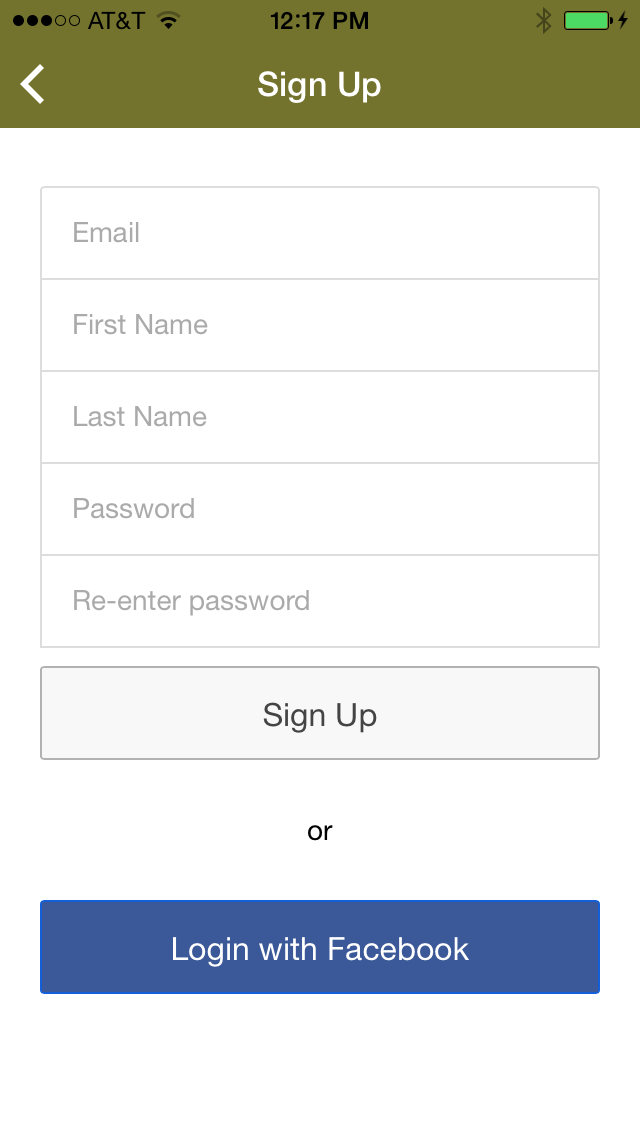 AT&T 12:17 PM
Sign Up
Email
First Name
Last Name
Password
Re-enter password
Sign Up
or
Login with Facebook